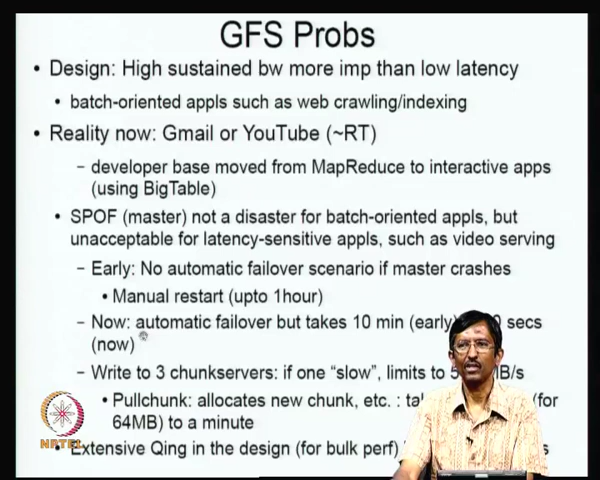 GFS Probs
• Design: High sustained bw more imp than low latency
• batch-oriented appls such as web crawling/indexing
• Reality now: Gmail or YouTube (~RT)
– developer base moved from MapReduce to interactive apps
(using BigTable)
• SPOF (master) not a disaster for batch-oriented appls, but
unacceptable for latency-sensitive appls, such as video serving
– Early: No automatic failover scenario if master crashes
• Manual restart (upto 1hour)
– Now: automatic failover but takes 10 min (early) secs
(now)
– Write to 3 chunkservers: if one "slow", limits to
• Pullchunk: allocates new chunk, etc. : (for
64MB) to a minute
• Extensive Qing in the design (for bulk perf)
NPTEL